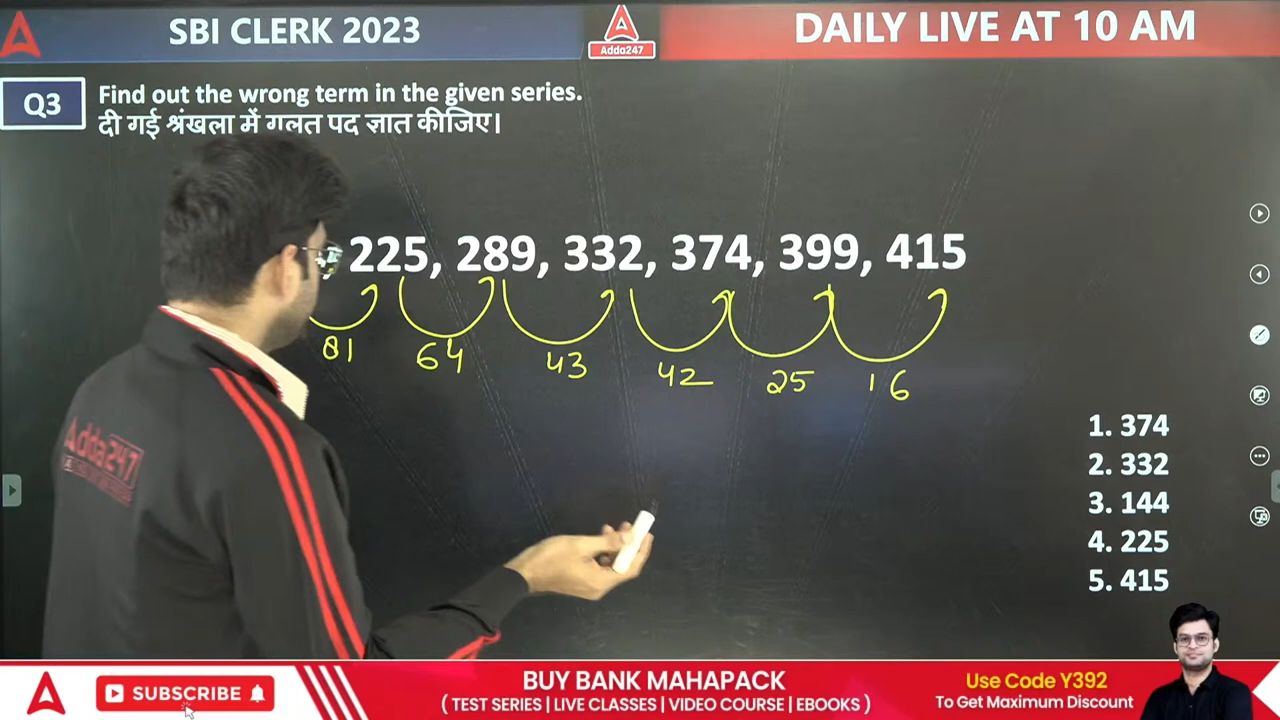 SBI CLERK 2023
Adda247
DAILY LIVE AT 10 AM
Q3
Find out the wrong term in the given series.
दी गई श्रंखला में गलत पद ज्ञात कीजिए।
225, 289, 332, 374, 399, 415
81 64 43 42 25 16
1. 374
2. 332
3. 144
4. 225
5. 415
SUBSCRIBE
BUY BANK MAHAPACK
( TEST SERIES | LIVE CLASSES | VIDEO COURSE | EBOOKS )
Use Code Y392
To Get Maximum Discount